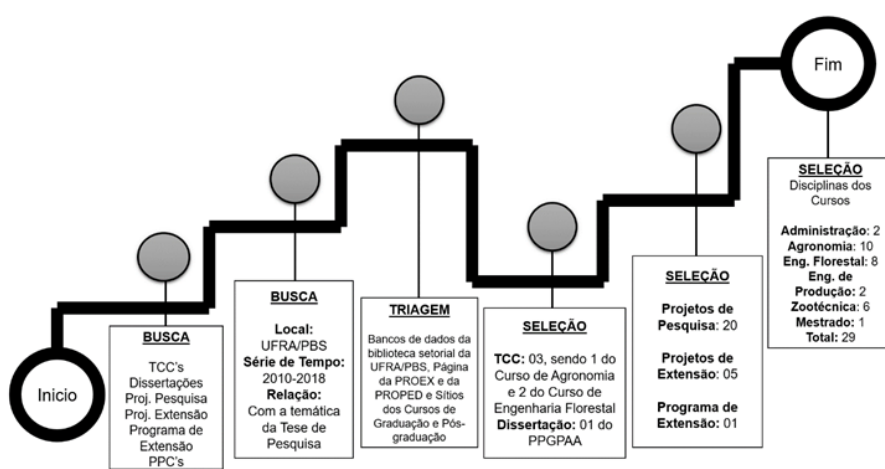 Inicio
BUSCA
TCC's
Dissertações
Proj. Pesquisa
Proj. Extensão
Programa de
Extensão
PPC's
BUSCA
Local:
UFRA/PBS
Série de Tempo:
2010-2018
Relação:
Com a temática
da Tese de
Pesquisa
TRIAGEM
Bancos de dados da
biblioteca setorial da
UFRA/PBS, Página
da PROEX e da
PROPED e Sítios
dos Cursos de
Graduação e Pós-
graduação
SELEÇÃO
TCC: 03, sendo 1 do
Curso de Agronomia
e 2 do Curso de
Engenharia Florestal
Dissertação: 01 do
PPGPAA
SELEÇÃO
Projetos de
Pesquisa: 20
Projetos de
Extensão: 05
Programa de
Extensão: 01
Fim
SELEÇÃO
Disciplinas dos
Cursos
Administração: 2
Agronomia: 10
Eng. Florestal: 8
Eng. de
Produção: 2
Zootécnica: 6
Mestrado: 1
Total: 29